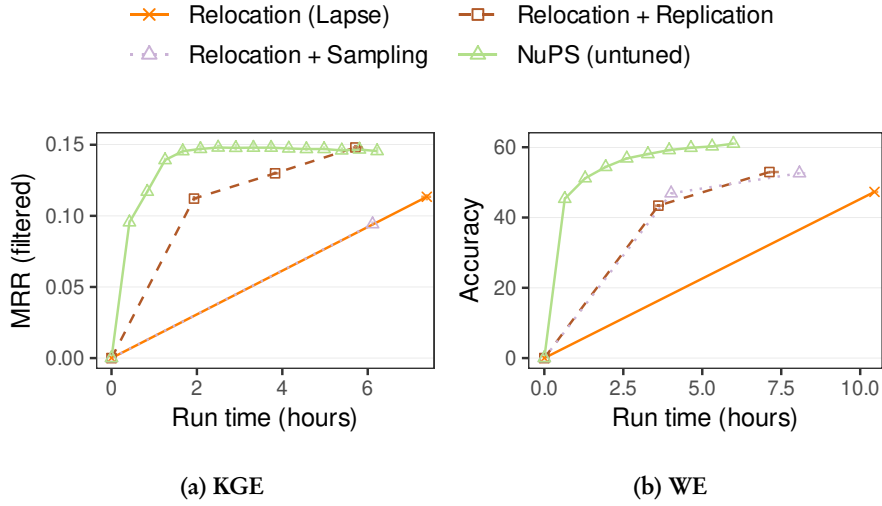 Relocation (Lapse)
Relocation + Replication
Relocation + Sampling
NuPS (untuned)
MRR (filtered)
0.15
0.10
0.05
0.00
0 2 4 6
Run time (hours)
(a) KGE
Accuracy
60
40
20
0
0.0 2.5 5.0 7.5 10.0
Run time (hours)
(b) WE